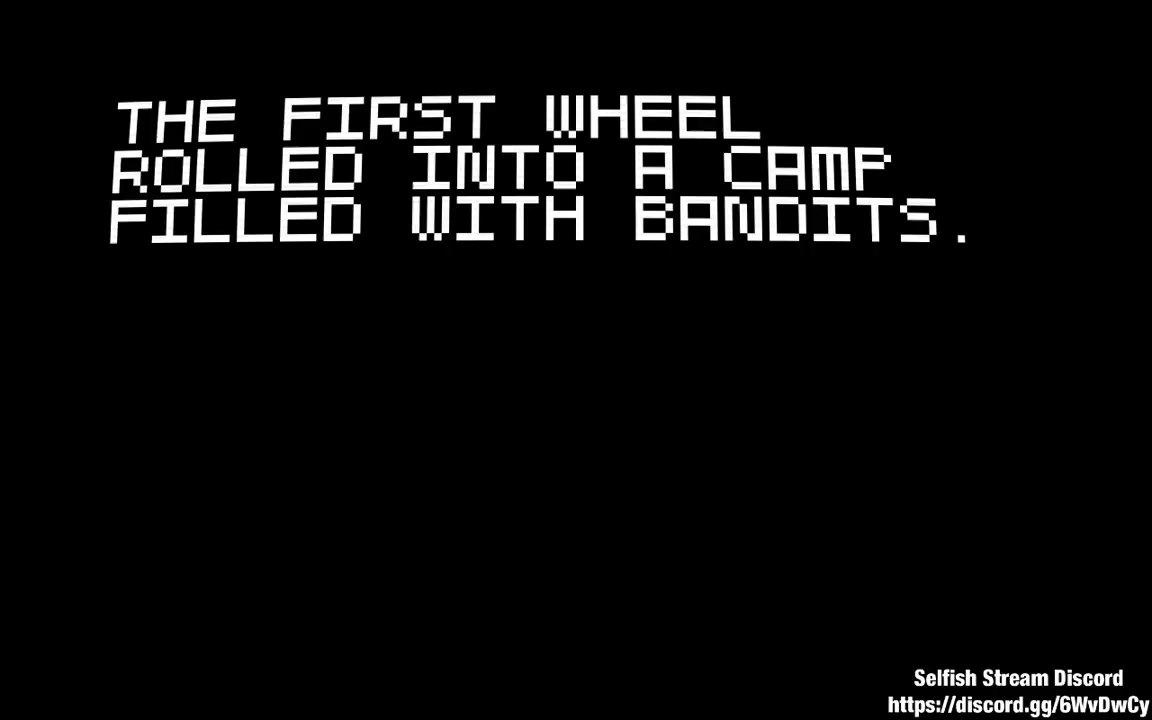 THE FIRST WHEEL
ROLLED INTO A CAMP
FILLED WITH BANDITS.
Selfish Stream Discord
https://discord.gg/6WvDwCy